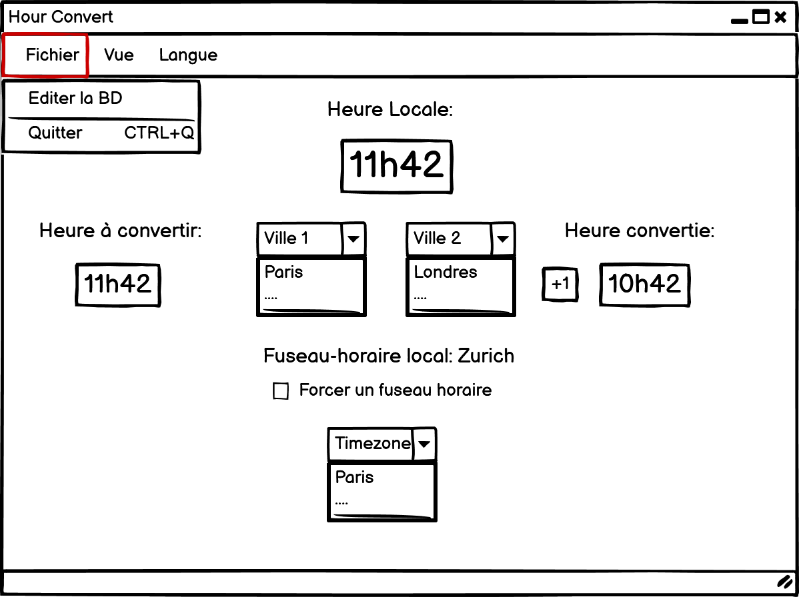 Hour Convert
Fichier Vue Langue
Editer la BD
Quitter CTRL+Q
Heure Locale:
11h42
Heure à convertir:
11h42
Ville 1
Paris
....
Ville 2
Londres
....
Heure convertie:
+1
10h42
Fuseau-horaire local: Zurich
Forcer un fuseau horaire
Timezone
Paris
....